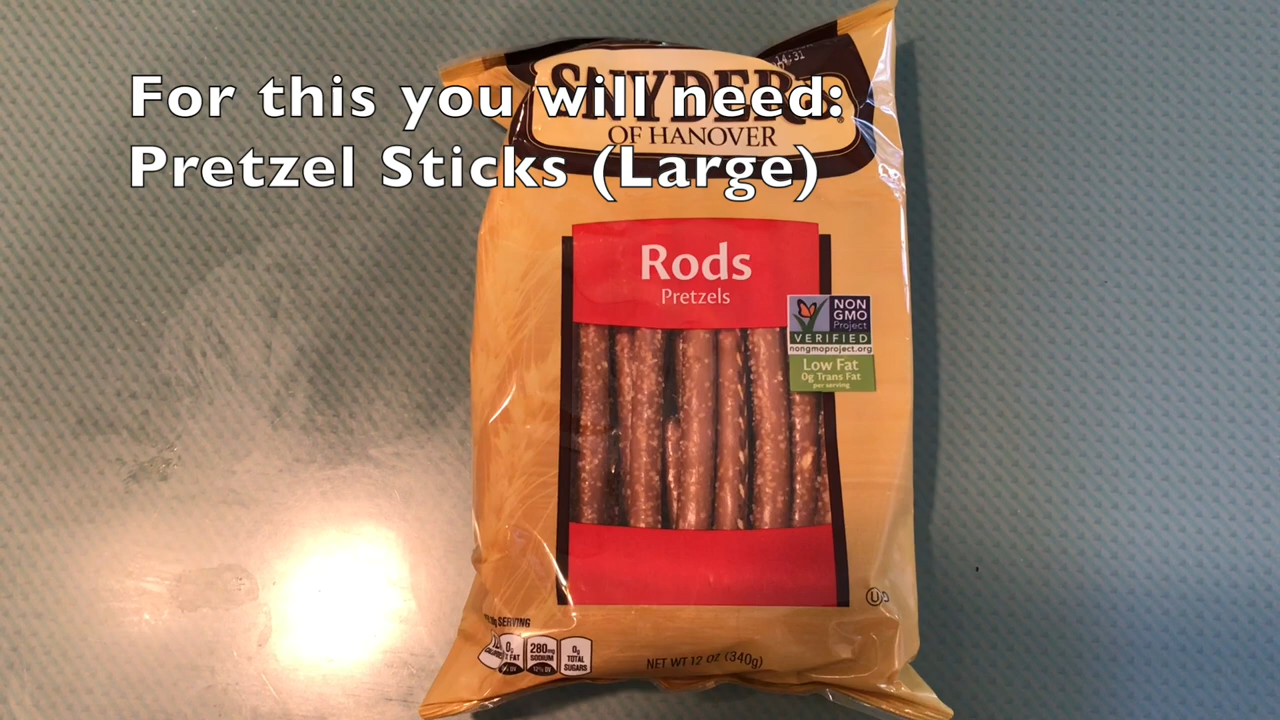 For this you will need:
Pretzel Sticks (Large)
14:31
SNYDER'S
OF HANOVER
Rods
Pretzels
NON
GMO
Project
VERIFIED
nongmoproject.org
Low Fat
0g Trans Fat
per serving
U D
SERVING
0g
FAT
280mg
SODIUM
12% DV
0g
TOTAL
SUGARS
NET WT 12 OZ (340g)